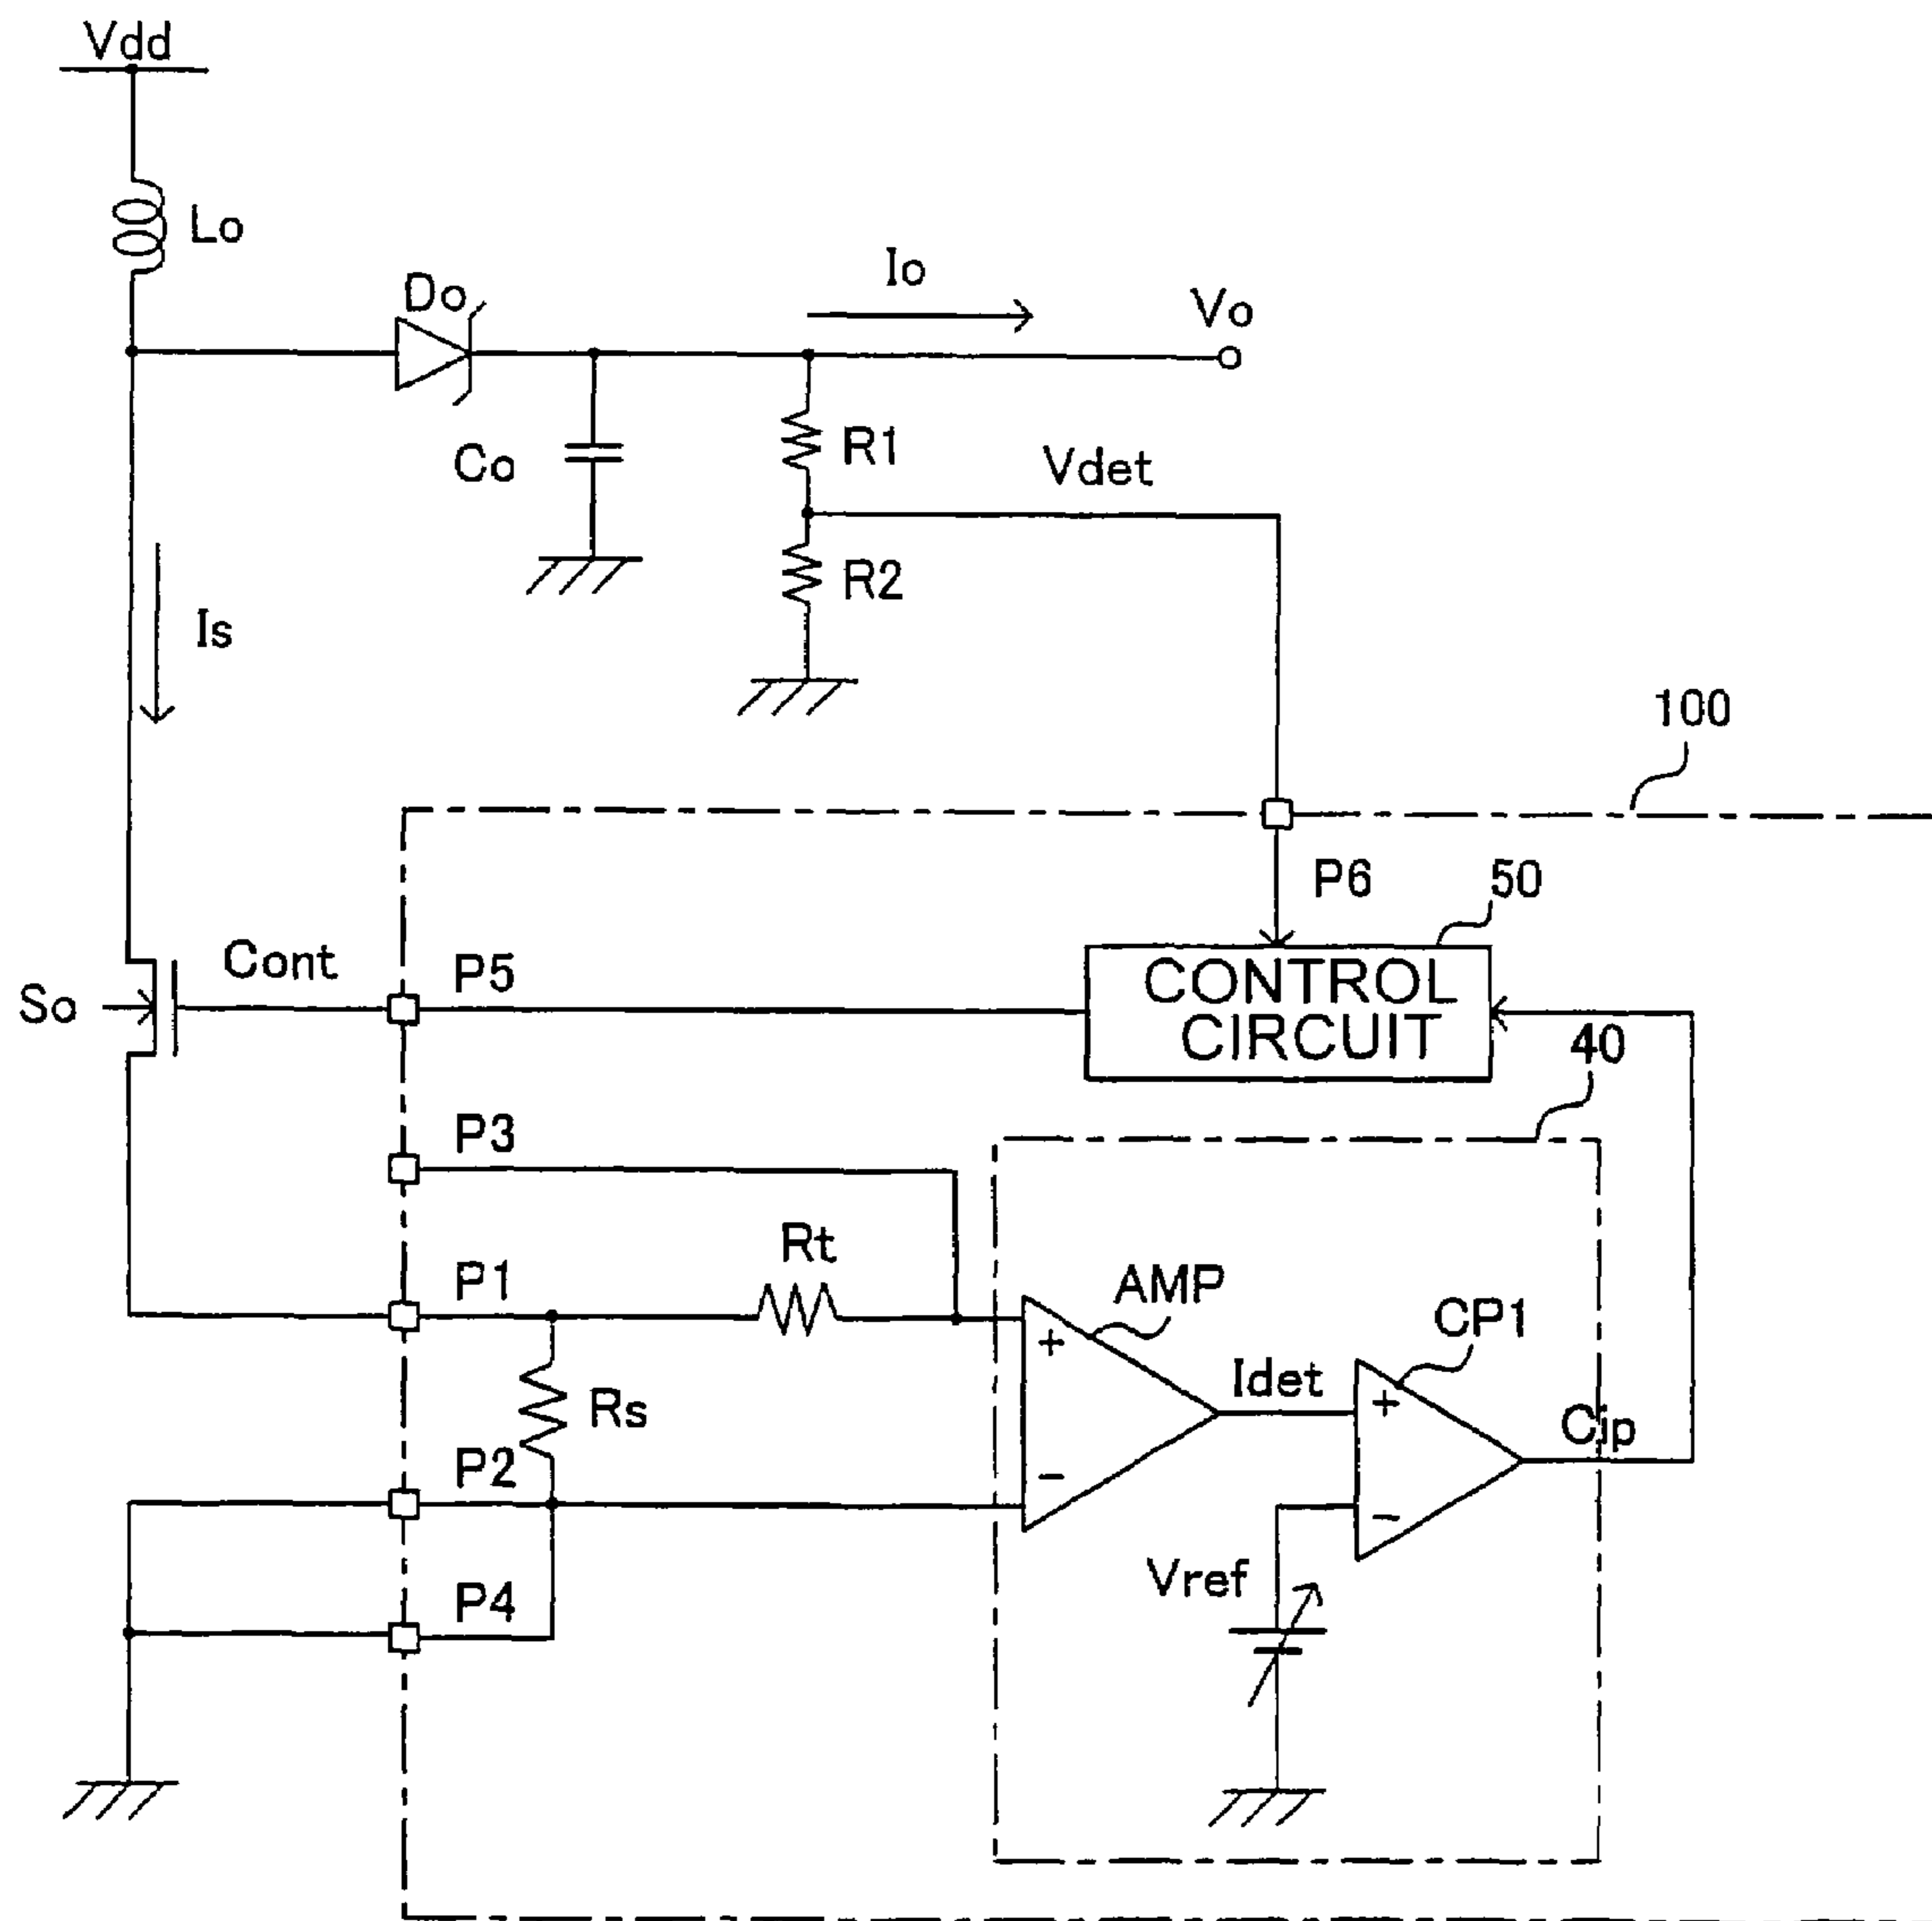 Vdd
Lo
Do
Io
Vo
Co
R1
Vdet
R2
Is
100
P6
50
Cont
P5
CONTROL
CIRCUIT
So
40
P3
Rt
P1
AMP
+
CP1
Idet
+
Rs
Cip
P2
−
−
Vref
P4